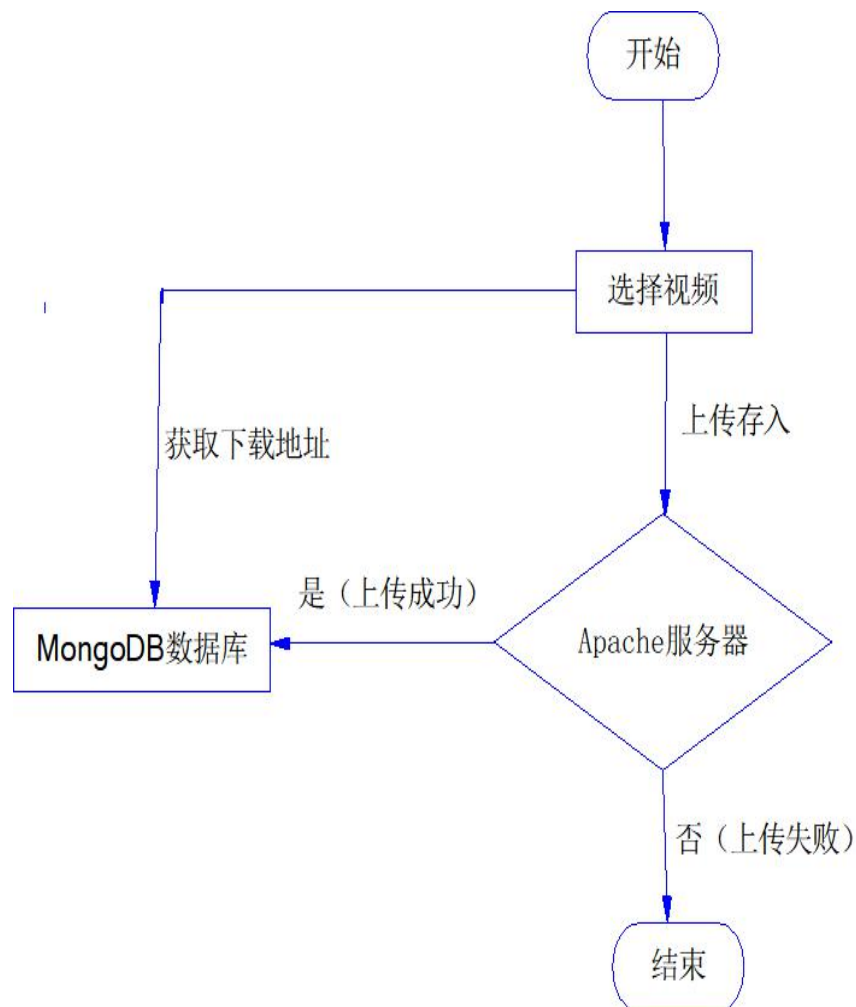 开始
选择视频
上传存入
获取下载地址
是（上传成功）
MongoDB数据库
Apache服务器
否（上传失败）
结束